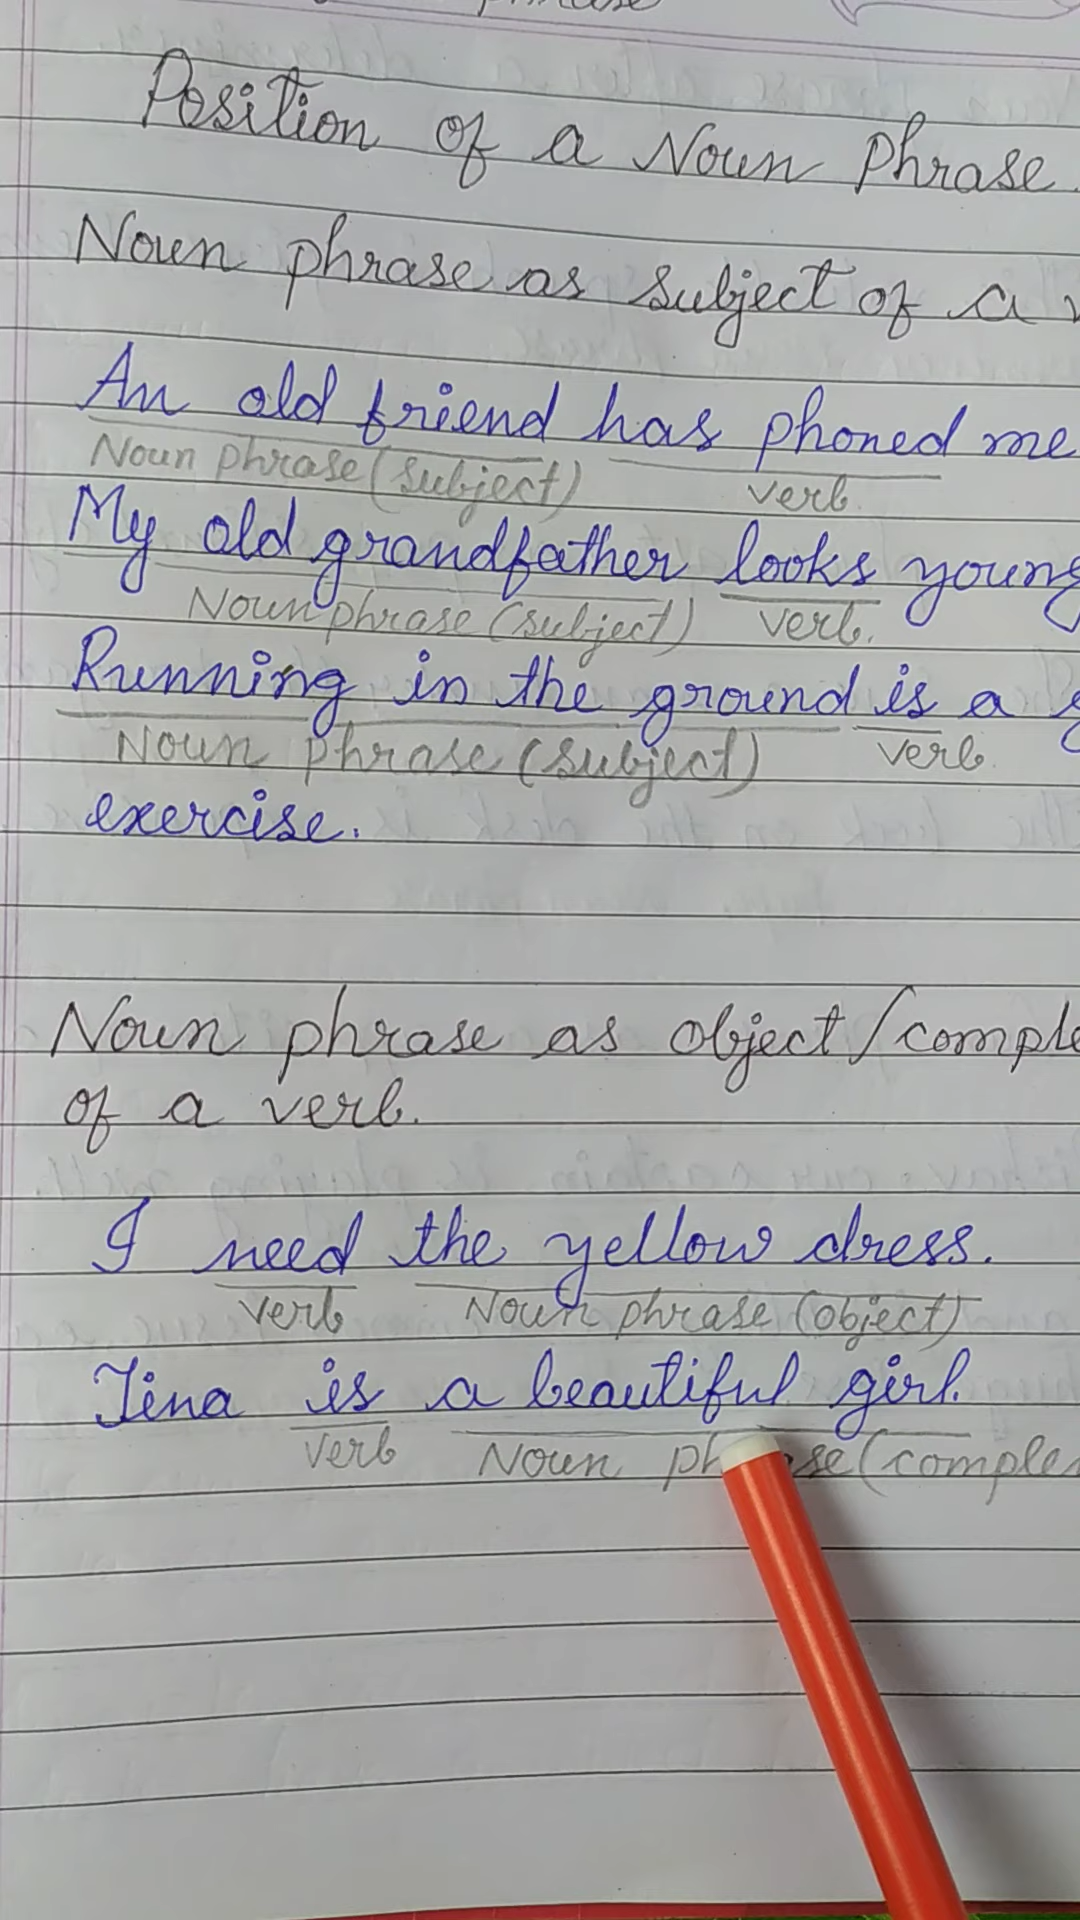 phrase
Position of a Noun Phrase.
Noun phrase as subject of a
An old friend has phoned me
Noun phrase (subject) verb.
My old grandfather looks young
Noun phrase (subject) verb.
Running in the ground is a g
Noun phrase (subject) verb.
exercise.
Noun phrase as object/comple
of a verb.
I need the yellow dress.
verb Noun phrase (object)
Tina is a beautiful girl.
verb Noun ph se (comple